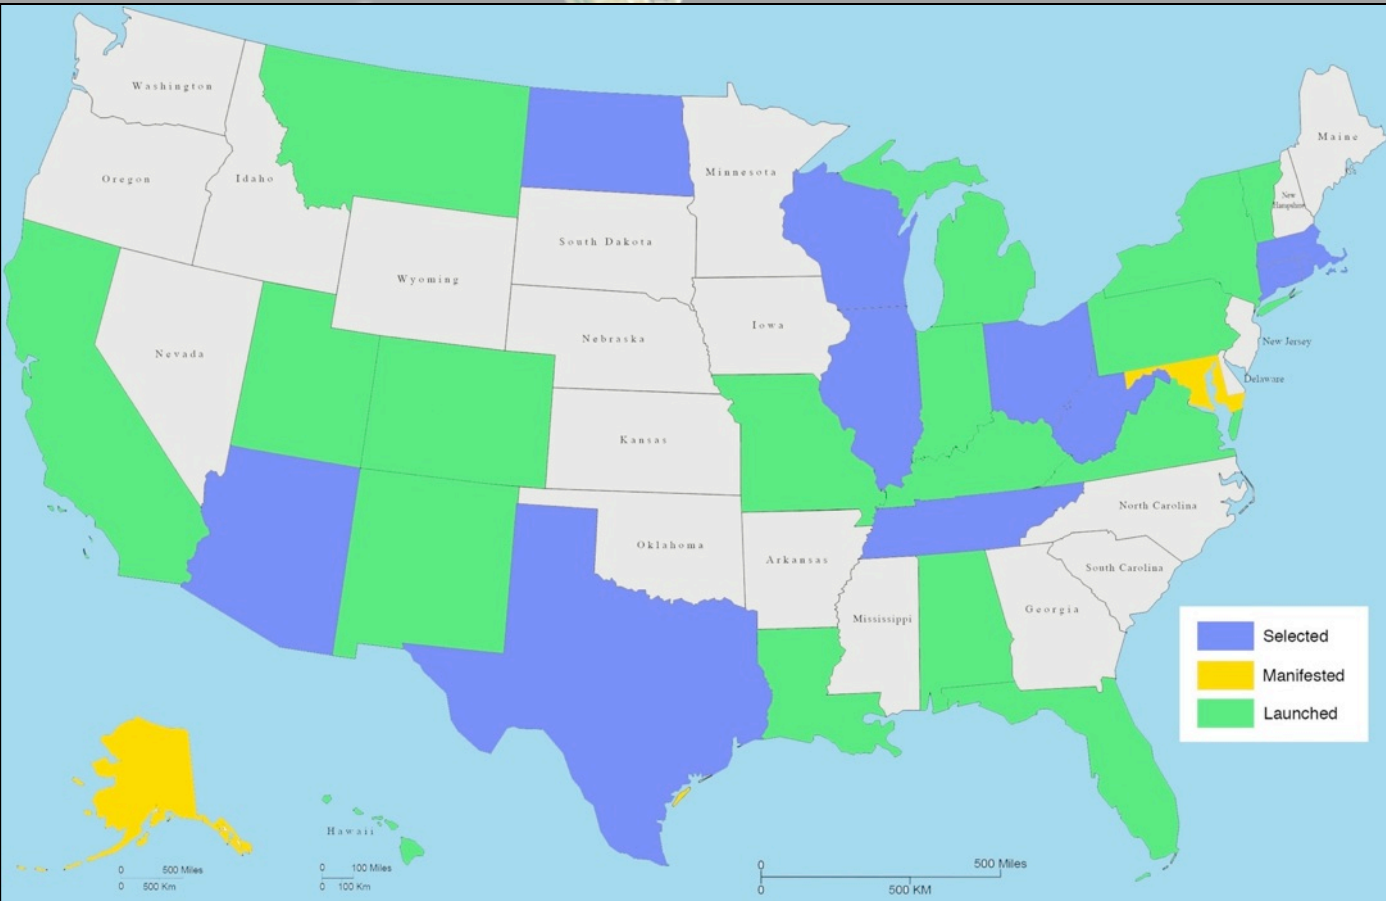 Washington
Maine
Oregon
Idaho
Minnesota
New
Hampshire
South Dakota
Wyoming
Iowa
Nebraska
Nevada
New Jersey
Delaware
Kansas
North Carolina
Oklahoma
Arkansas
South Carolina
Georgia
Mississippi
Selected
Manifested
Launched
Hawaii
0 500 Miles
0 500 Km
0 100 Miles
0 100 Km
0 500 Miles
0 500 KM